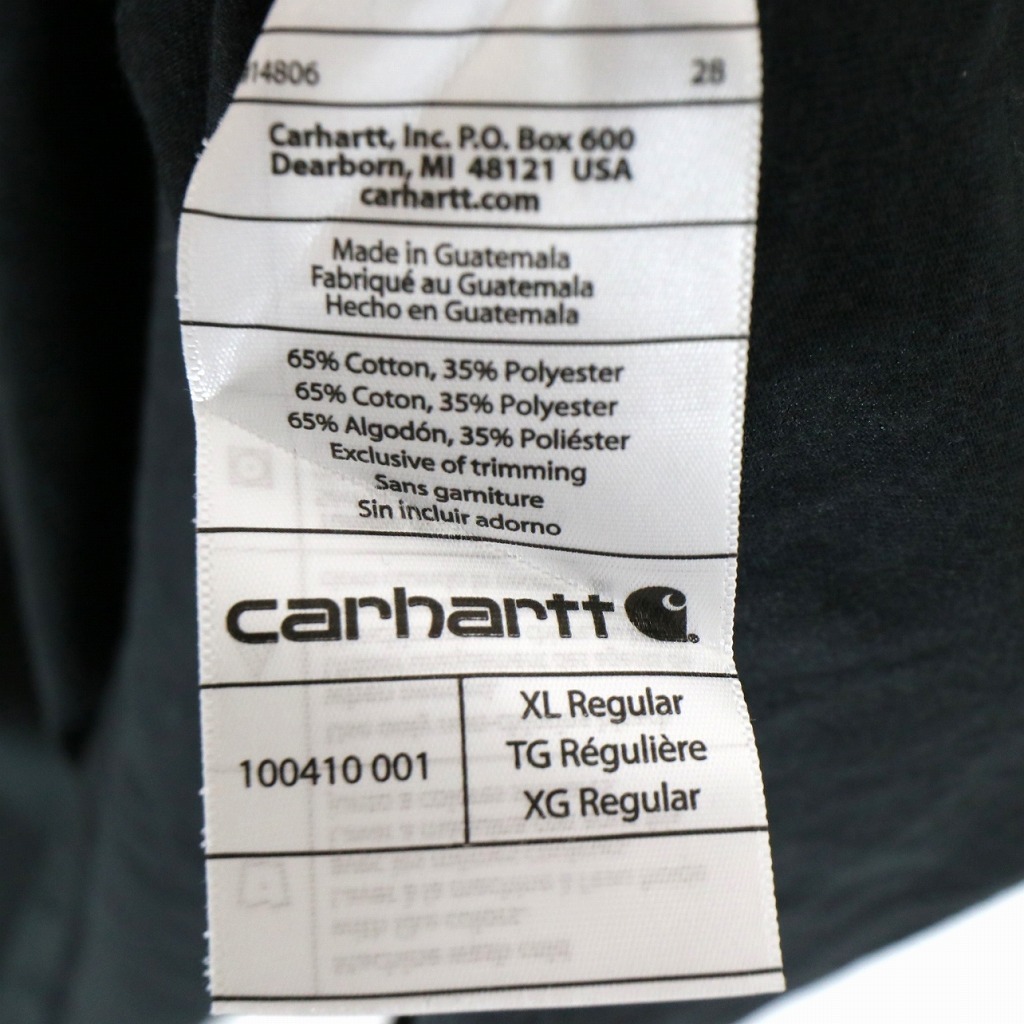 14806 28
Carhartt, Inc. P.O. Box 600
Dearborn, MI 48121 USA
carhartt.com
Made in Guatemala
Fabriqué au Guatemala
Hecho en Guatemala
65% Cotton, 35% Polyester
65% Coton, 35% Polyester
65% Algodón, 35% Poliéster
Exclusive of trimming
Sans garniture
Sin incluir adorno
carhartt
100410 001
XL Regular
TG Régulière
XG Regular